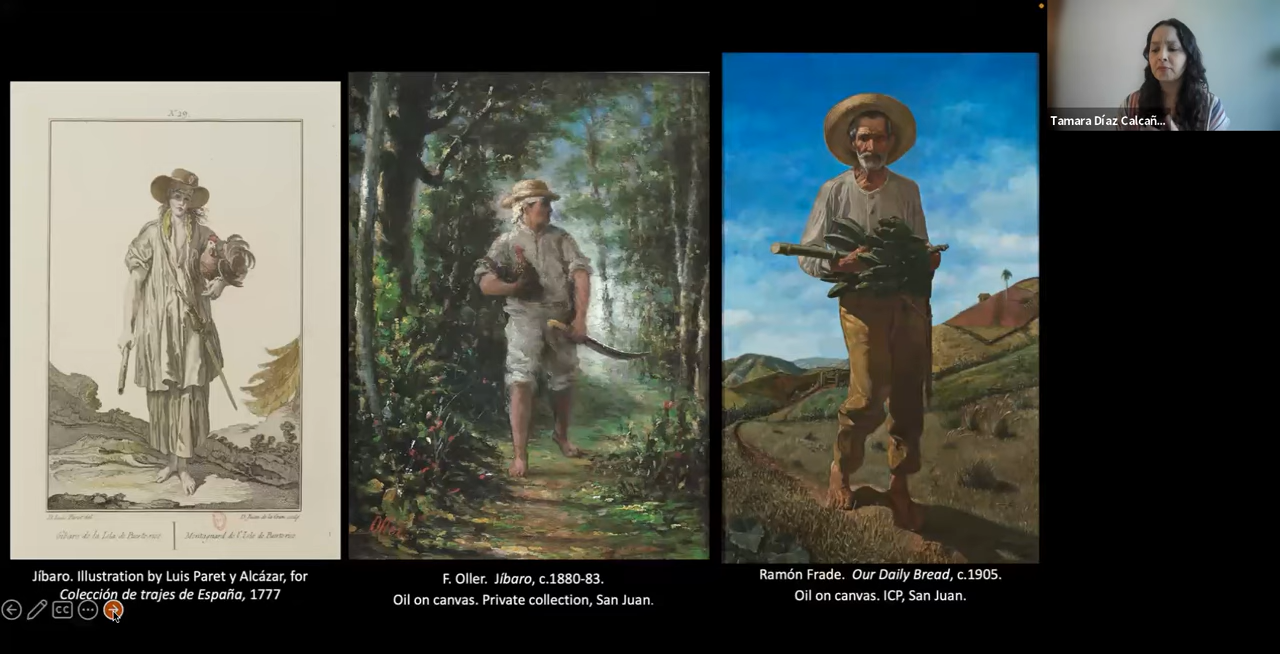 N. 29.
Tamara Díaz Calcañ...
Jíbaro. Illustration by Luis Paret y Alcázar, for
Colección de trajes de España, 1777
F. Oller. Jíbaro, c.1880-83.
Oil on canvas. Private collection, San Juan.
Ramón Frade. Our Daily Bread, c.1905.
Oil on canvas. ICP, San Juan.
CC